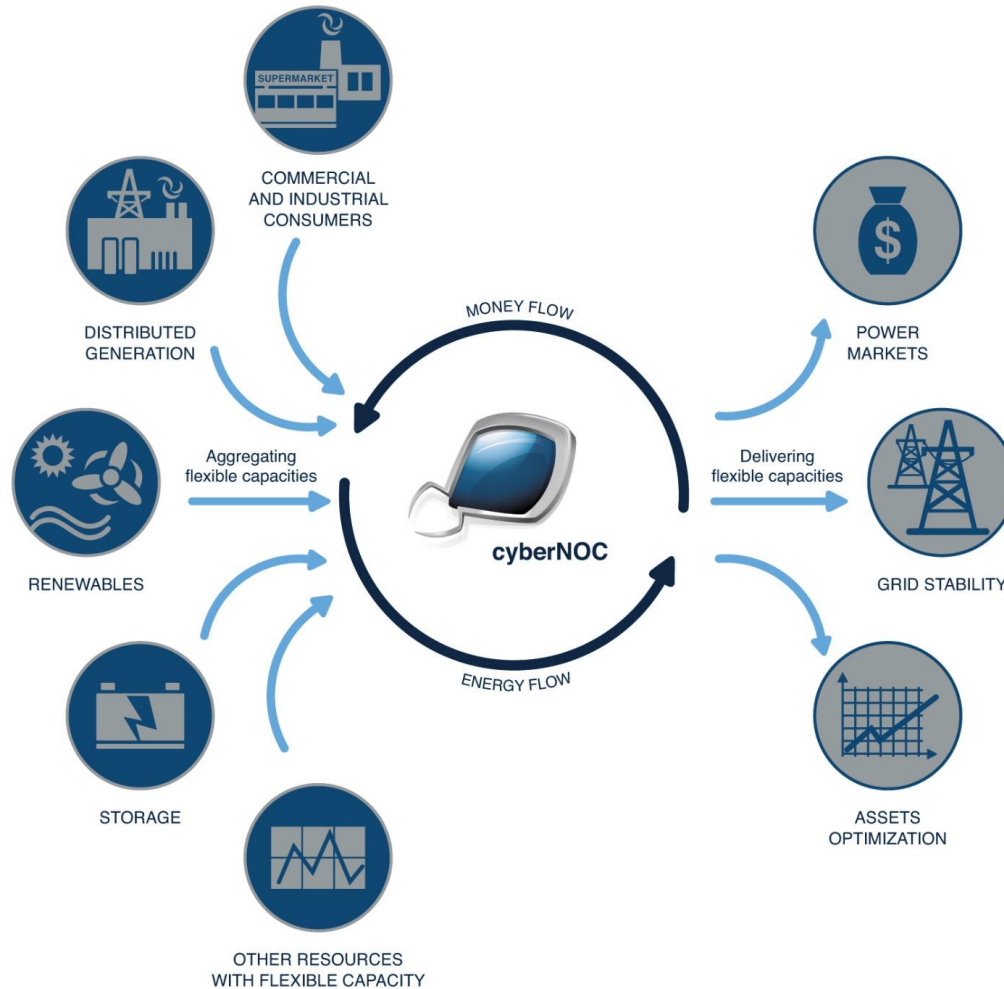 SUPERMARKET
COMMERCIAL
AND INDUSTRIAL
CONSUMERS
DISTRIBUTED
GENERATION
Aggregating
flexible capacities
RENEWABLES
STORAGE
OTHER RESOURCES
WITH FLEXIBLE CAPACITY
MONEY FLOW
cyberNOC
ENERGY FLOW
$
POWER
MARKETS
Delivering
flexible capacities
GRID STABILITY
ASSETS
OPTIMIZATION